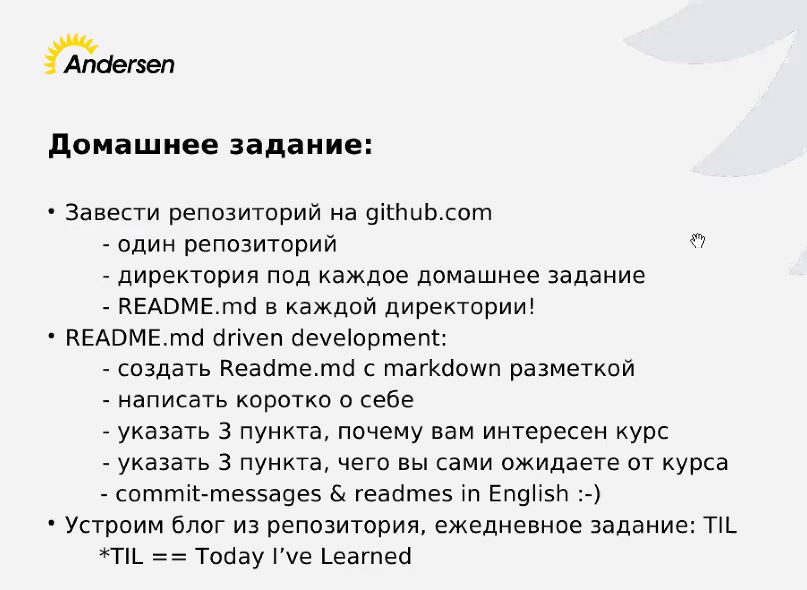 Andersen
Домашнее задание:
• Завести репозиторий на github.com
- один репозиторий
- директория под каждое домашнее задание
- README.md в каждой директории!
• README.md driven development:
- создать Readme.md с markdown разметкой
- написать коротко о себе
- указать 3 пункта, почему вам интересен курс
- указать 3 пункта, чего вы сами ожидаете от курса
- commit-messages & readmes in English :-)
• Устроим блог из репозитория, ежедневное задание: TIL
*TIL == Today I’ve Learned